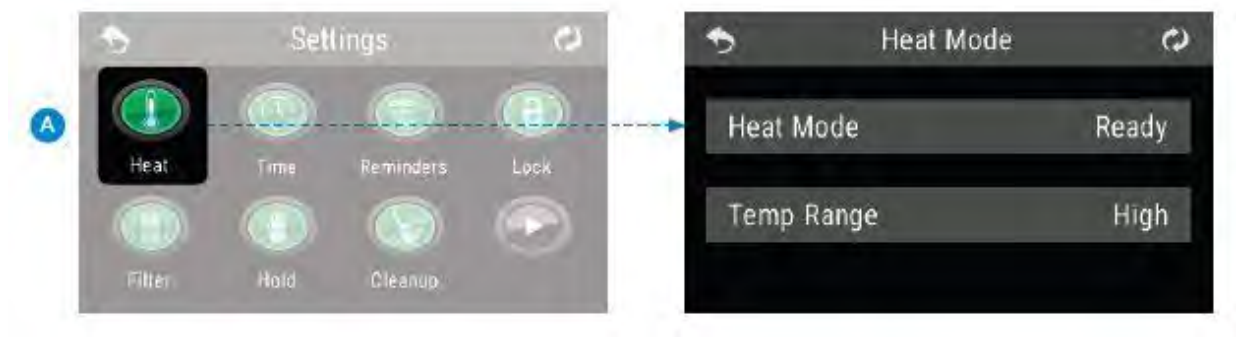 Settings
A
Heat
Time
Reminders
Lock
Filter
Hold
Cleanup
Heat Mode
Heat Mode Ready
Temp Range High